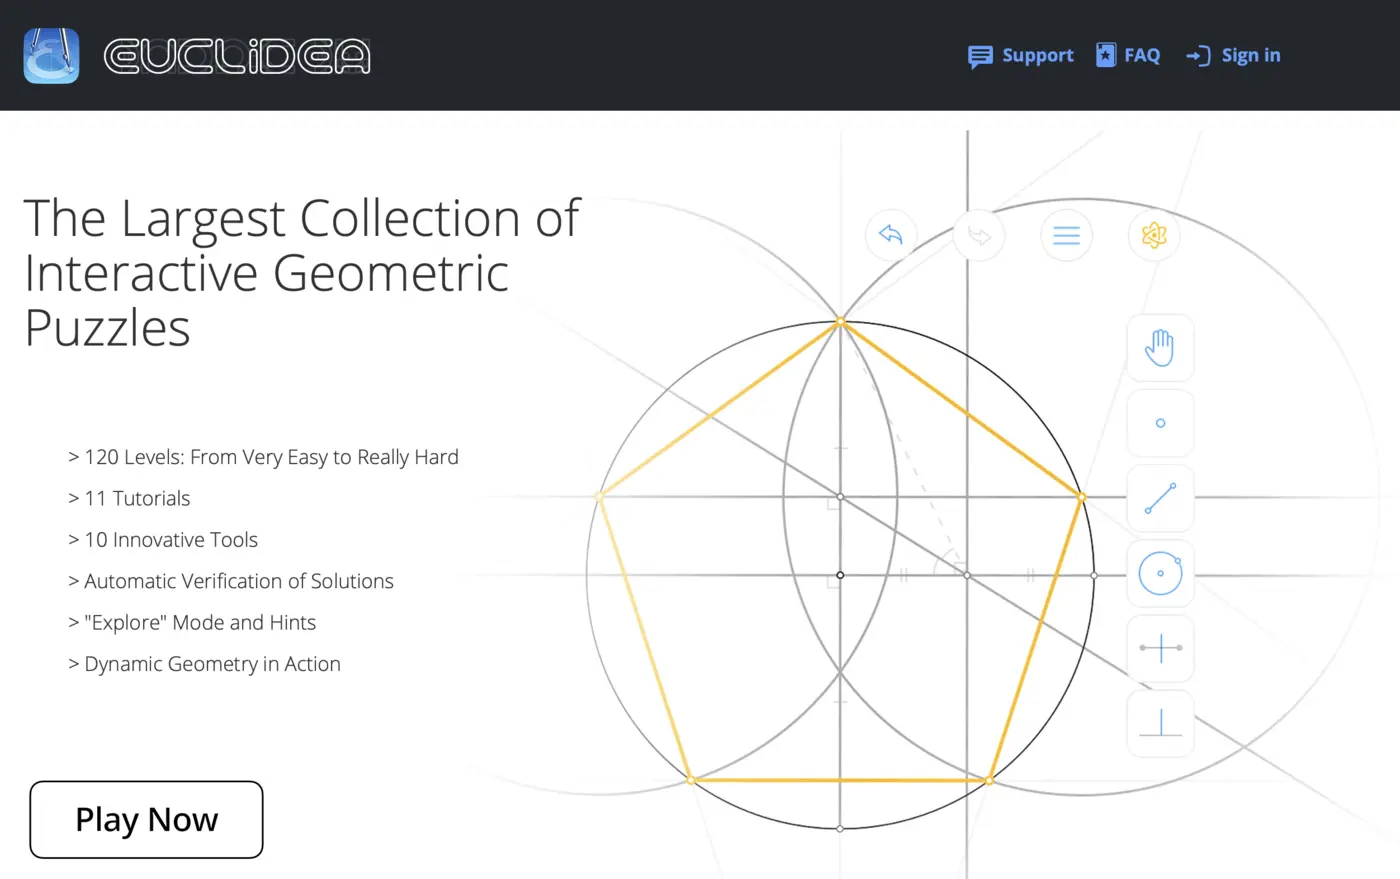 EUCLiDEA
Support
FAQ
Sign in
The Largest Collection of
Interactive Geometric
Puzzles
> 120 Levels: From Very Easy to Really Hard
> 11 Tutorials
> 10 Innovative Tools
> Automatic Verification of Solutions
> "Explore" Mode and Hints
> Dynamic Geometry in Action
Play Now